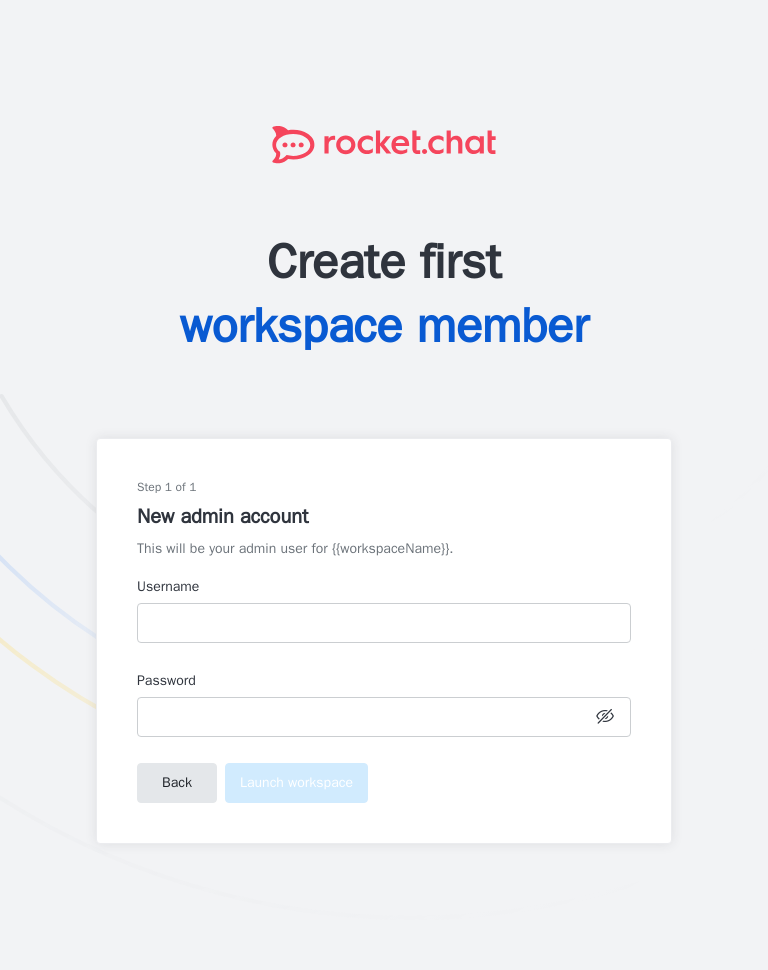 rocket.chat
Create first
workspace member
Step 1 of 1
New admin account
This will be your admin user for {{workspaceName}}.
Username
Password
Back
Launch workspace